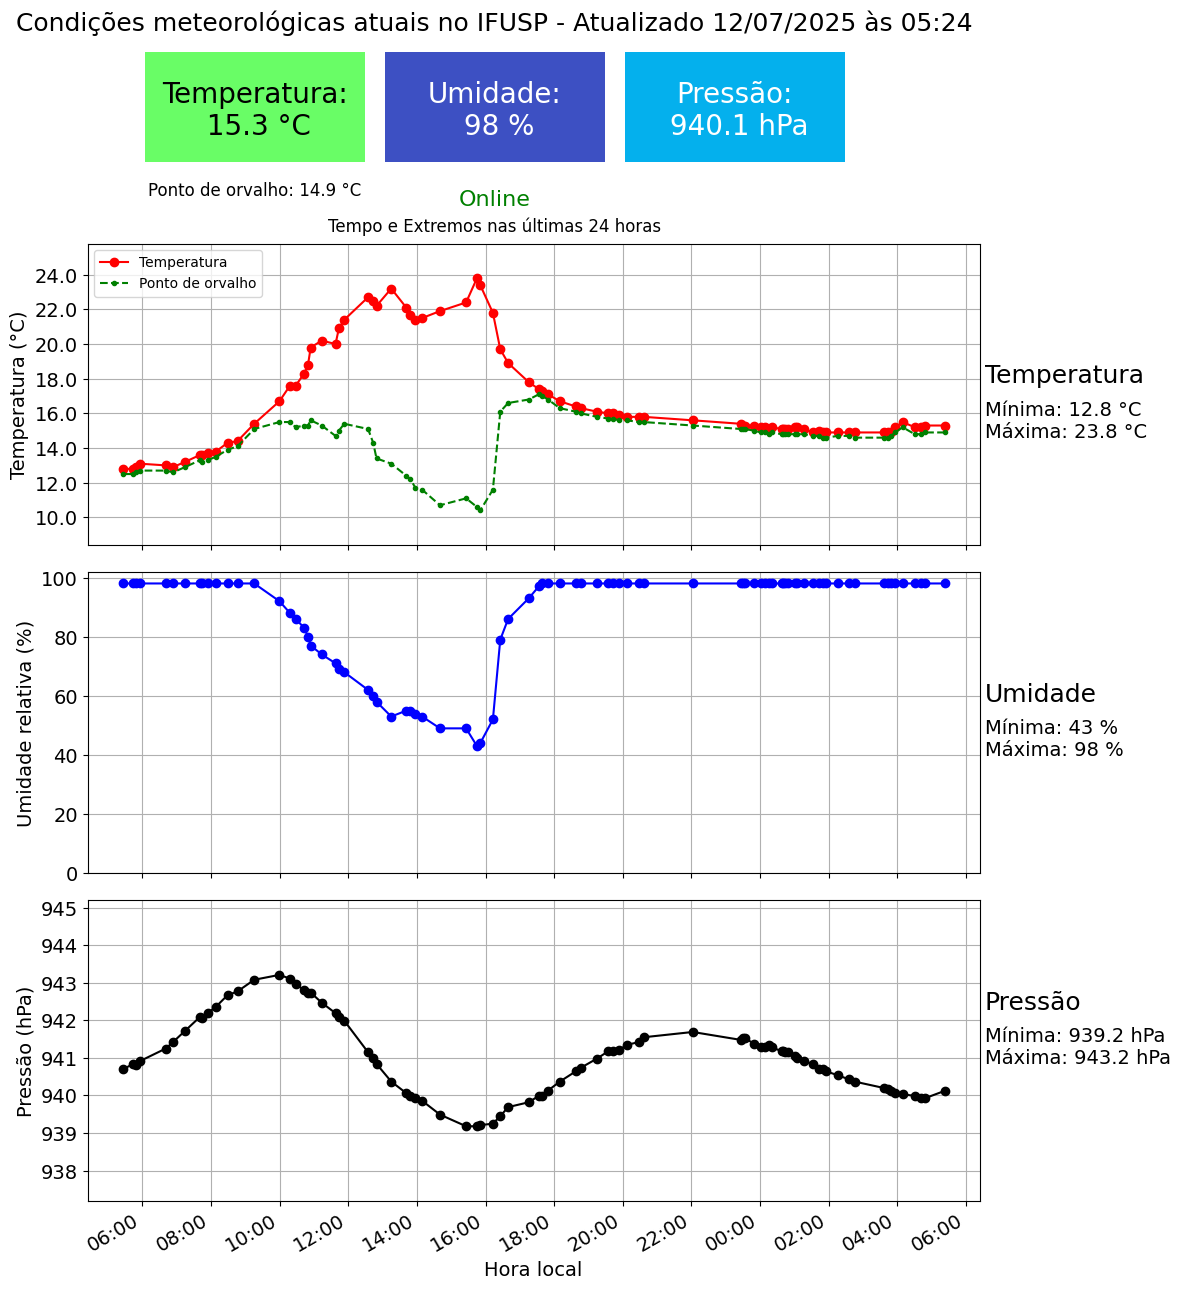 Condições meteorológicas atuais no IFUSP - Atualizado 12/07/2025 às 05:24
Temperatura:
15.3 °C
Umidade:
98 %
Pressão:
940.1 hPa
Ponto de orvalho: 14.9 °C
Online
Tempo e Extremos nas últimas 24 horas
Temperatura
Ponto de orvalho
Temperatura (°C)
24.0
22.0
20.0
18.0
16.0
14.0
12.0
10.0
Temperatura
Mínima: 12.8 °C
Máxima: 23.8 °C
Umidade relativa (%)
100
80
60
40
20
0
Umidade
Mínima: 43 %
Máxima: 98 %
Pressão (hPa)
945
944
943
942
941
940
939
938
Pressão
Mínima: 939.2 hPa
Máxima: 943.2 hPa
06:00
08:00
10:00
12:00
14:00
16:00
18:00
20:00
22:00
00:00
02:00
04:00
06:00
Hora local